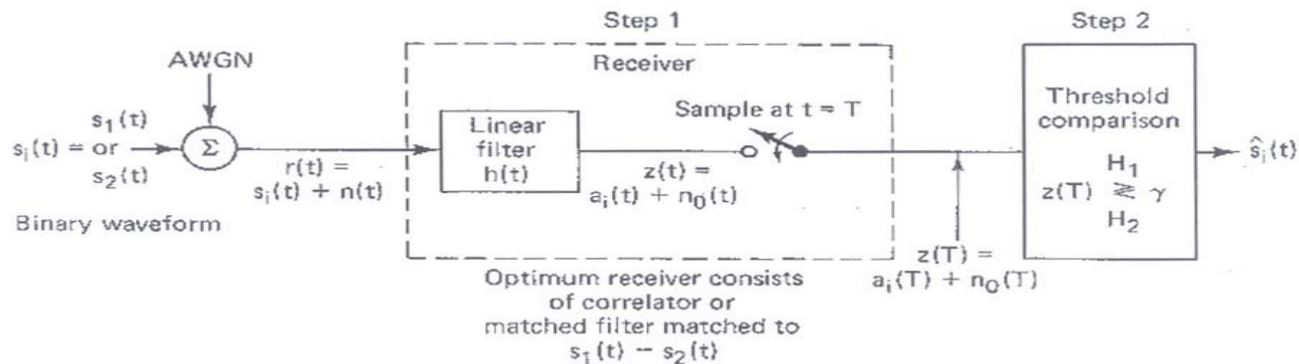 Step 1
Step 2
AWGN
Receiver
s₁(t)
sᵢ(t) = or
s₂(t)
Σ
Binary waveform
r(t) =
sᵢ(t) + n(t)
Linear
filter
h(t)
z(t) =
aᵢ(t) + n₀(t)
Sample at t = T
z(T) =
aᵢ(T) + n₀(T)
Threshold
comparison
H₁
z(T) ≷ γ
H₂
ŝᵢ(t)
Optimum receiver consists
of correlator or
matched filter matched to
s₁(t) − s₂(t)